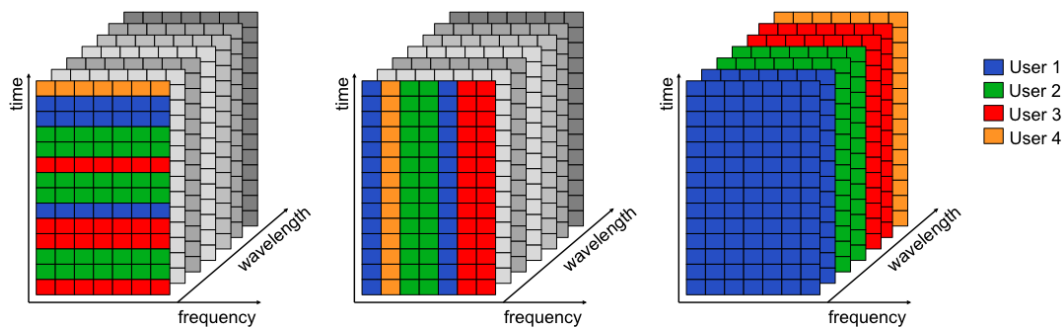 time
wavelength
frequency
time
wavelength
frequency
time
wavelength
frequency
User 1
User 2
User 3
User 4